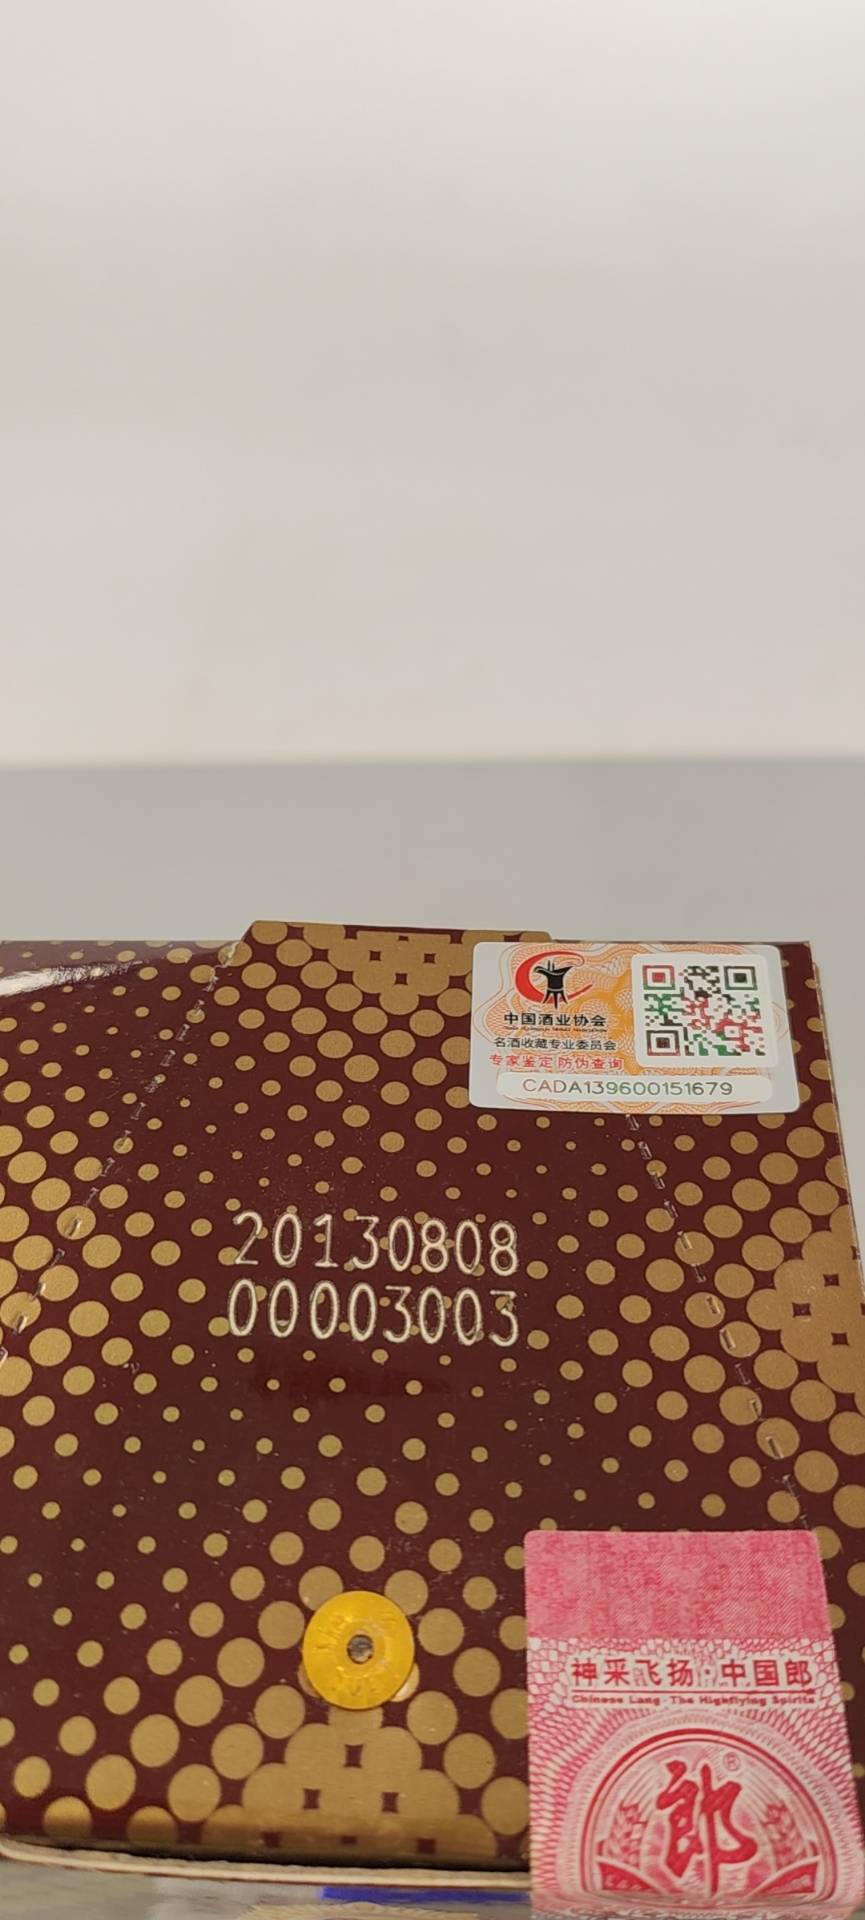 中国酒业协会
名酒收藏专业委员会
专家鉴定 防伪查询
CADA139600151679
20130808
00003003
神采飞扬·中国郎
Chinese Lang·The Highflying Spirits
郎®